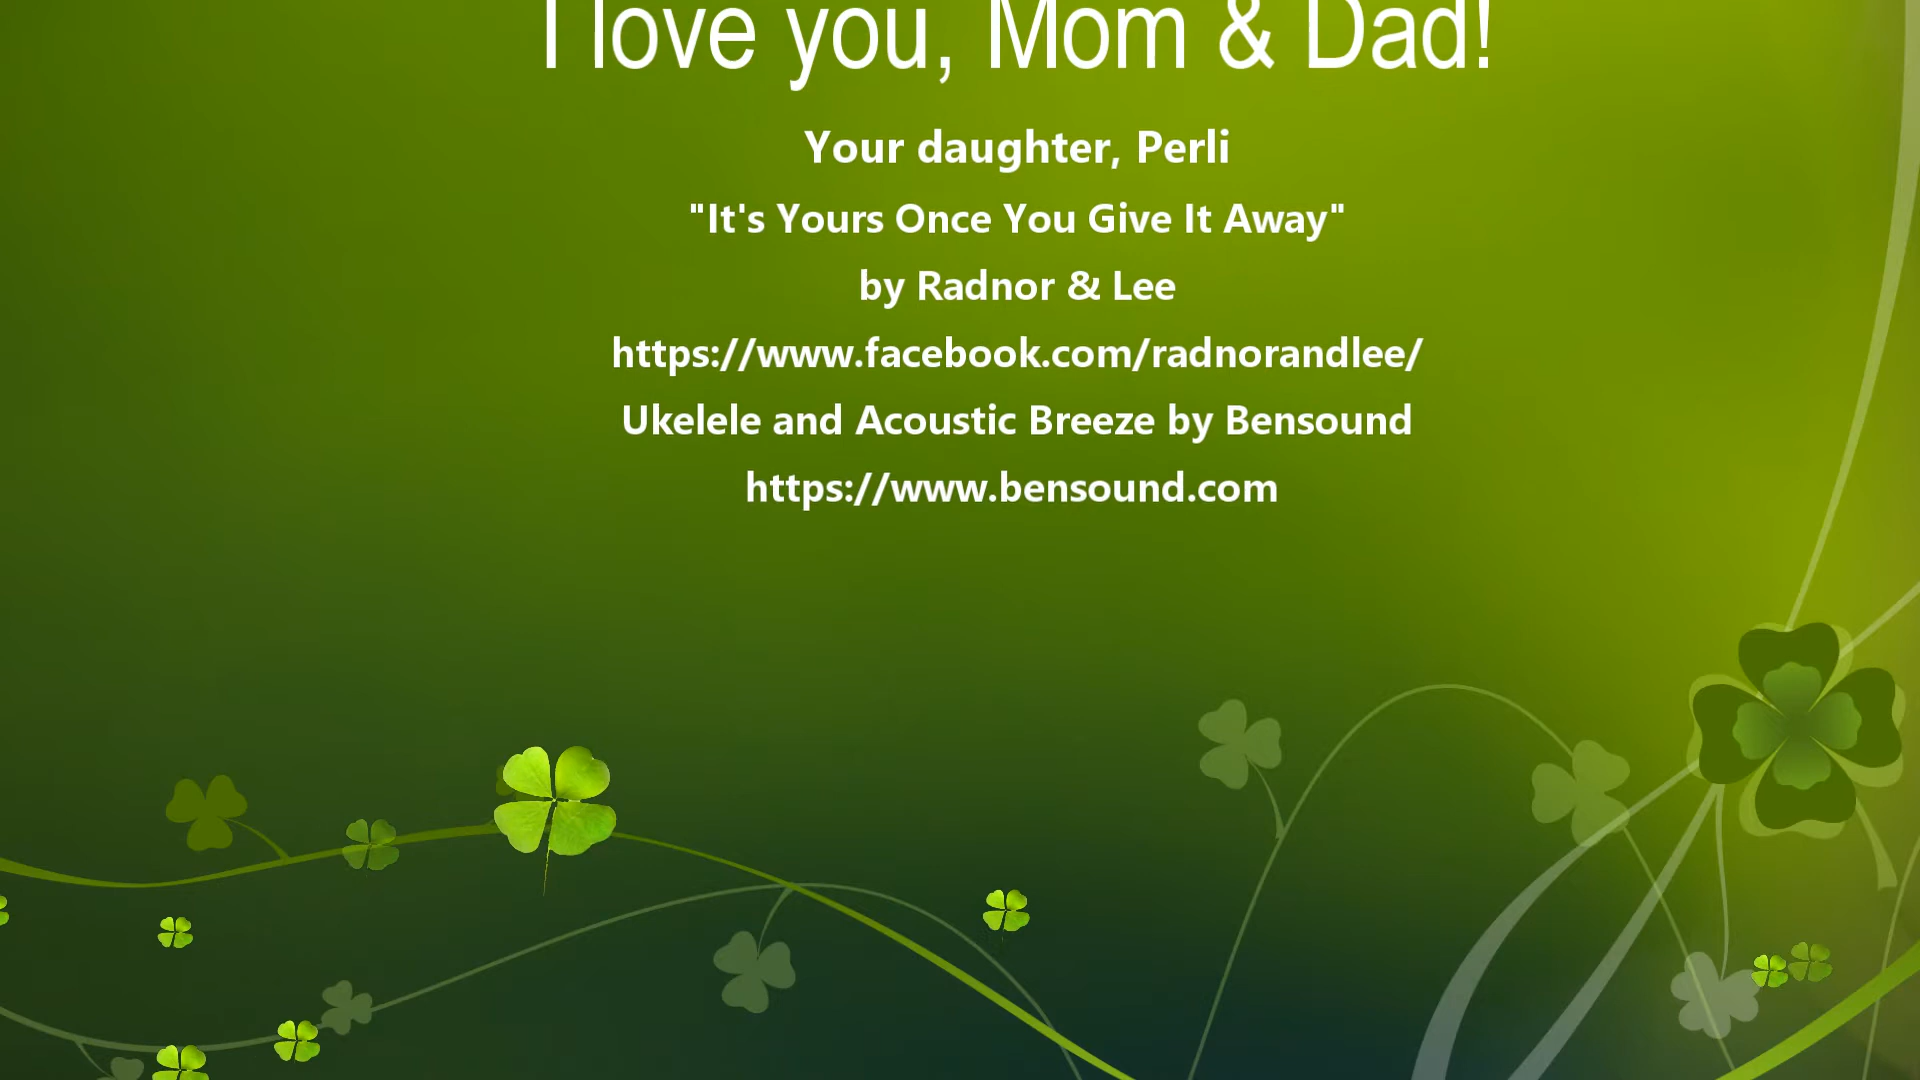 I love you, Mom & Dad!
Your daughter, Perli
"It's Yours Once You Give It Away"
by Radnor & Lee
https://www.facebook.com/radnorandlee/
Ukelele and Acoustic Breeze by Bensound
https://www.bensound.com